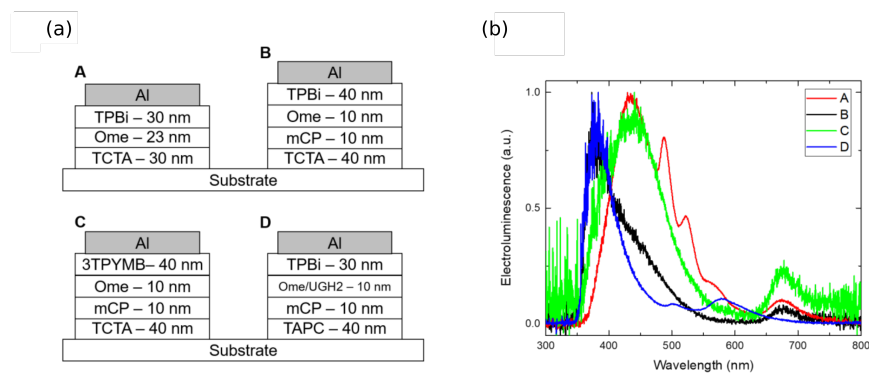 (a)
A
Al
TPBi – 30 nm
Ome – 23 nm
TCTA – 30 nm
B
Al
TPBi – 40 nm
Ome – 10 nm
mCP – 10 nm
TCTA – 40 nm
Substrate
C
Al
3TPYMB– 40 nm
Ome – 10 nm
mCP – 10 nm
TCTA – 40 nm
D
Al
TPBi – 30 nm
Ome/UGH2 – 10 nm
mCP – 10 nm
TAPC – 40 nm
Substrate
(b)
Electroluminescence (a.u.)
1.0
0.5
0.0
300 400 500 600 700 800
Wavelength (nm)
A
B
C
D